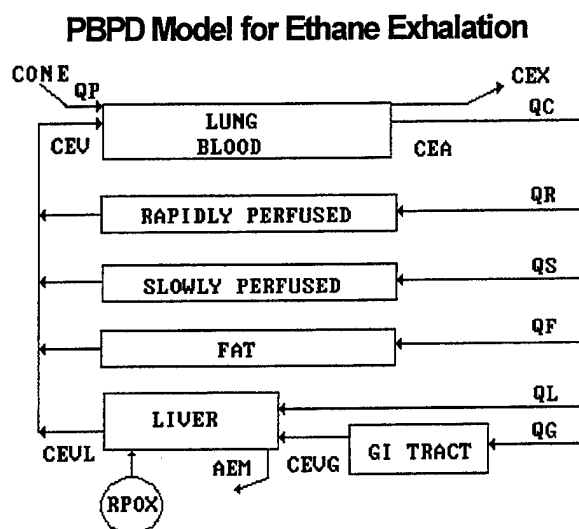 PBPD Model for Ethane Exhalation
CONE
QP
CEX
LUNG
BLOOD
QC
CEV
CEA
RAPIDLY PERFUSED
QR
SLOWLY PERFUSED
QS
FAT
QF
LIVER
QL
QG
CEVL
AEM
CEVG
GI TRACT
RPOX